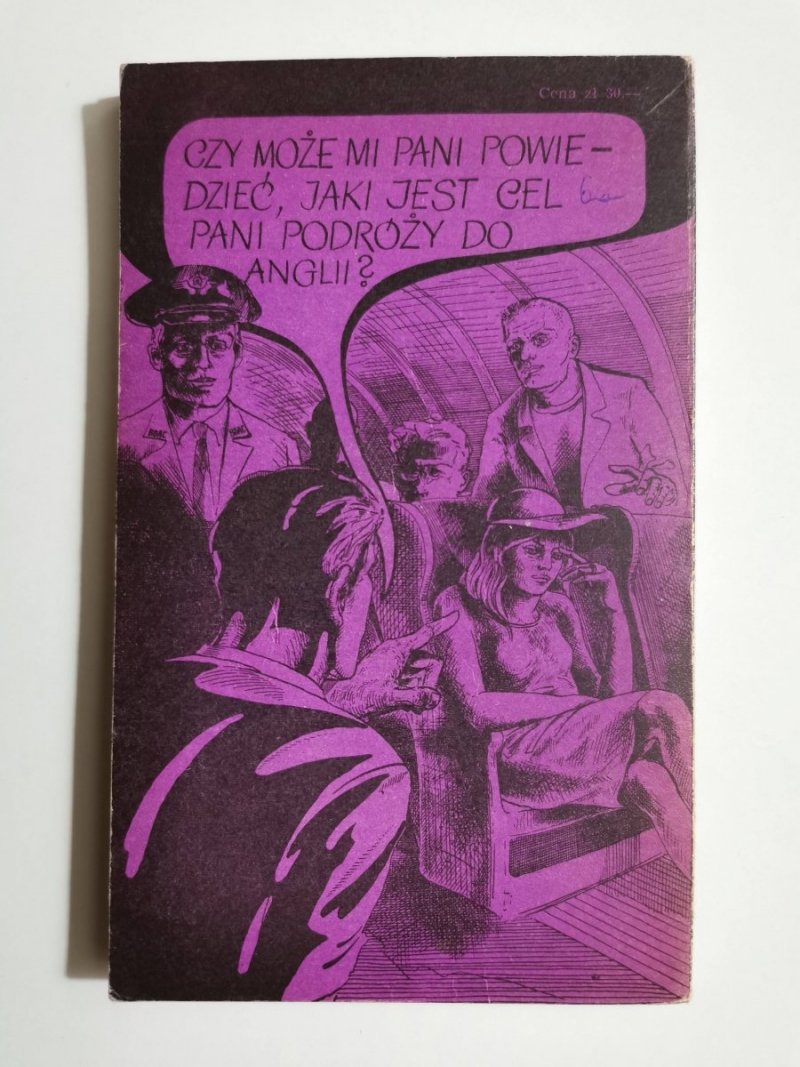 Cena zł 30.—
CZY MOŻE MI PANI POWIE–
DZIEĆ, JAKI JEST CEL
PANI PODRÓŻY DO
ANGLII?